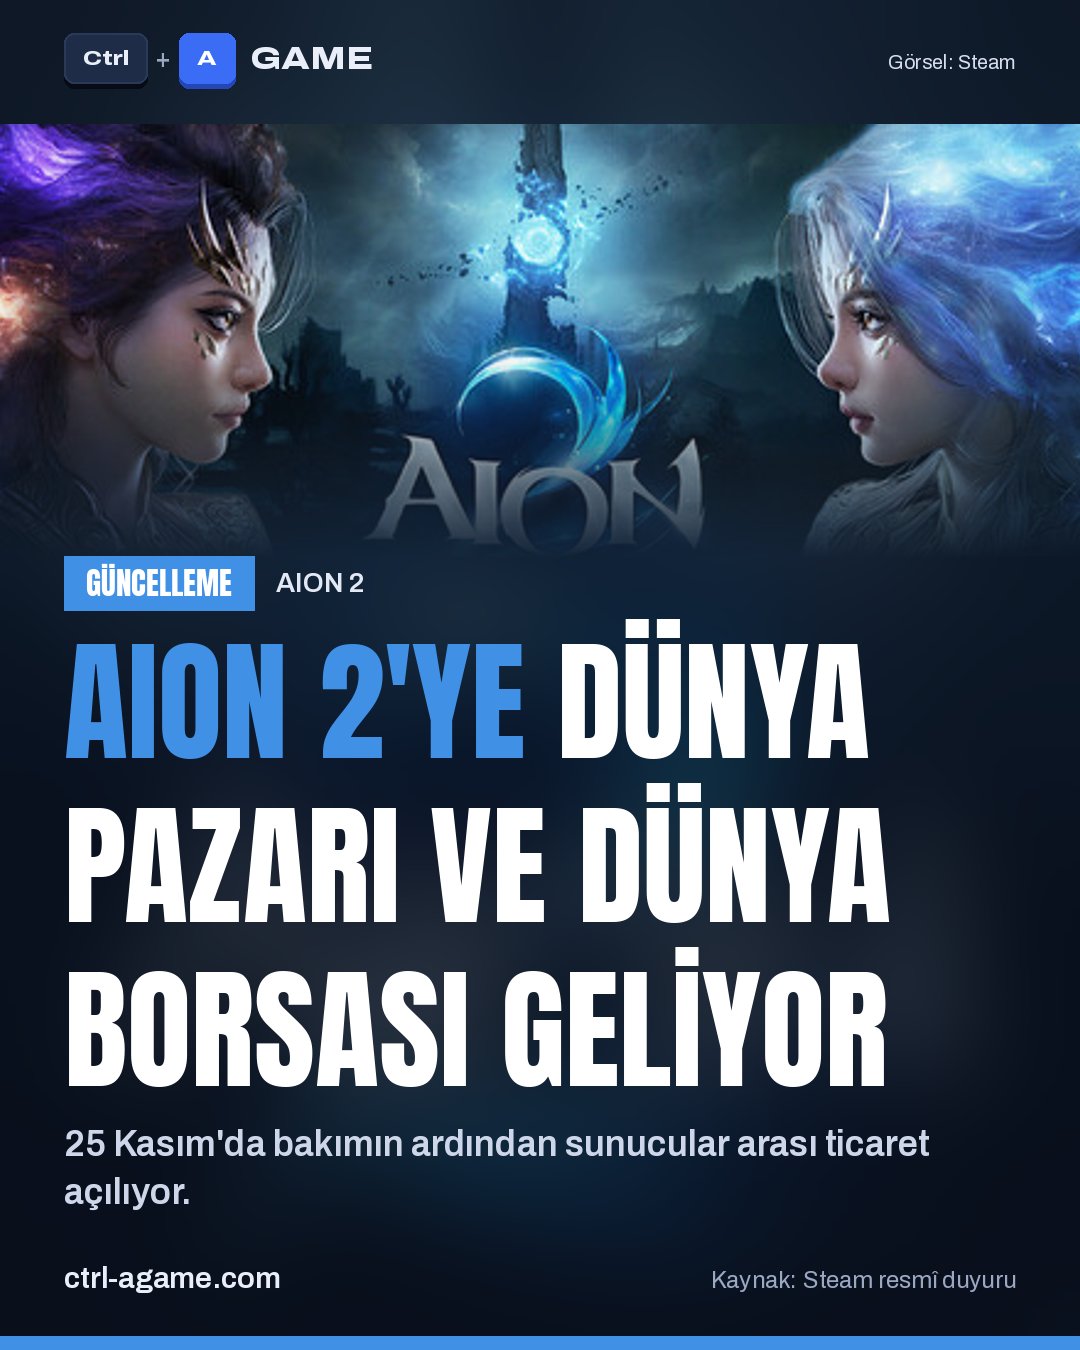 Ctrl + A GAME
Görsel: Steam
AION 2
GÜNCELLEME AION 2
AION 2'YE DÜNYA
PAZARI VE DÜNYA
BORSASI GELİYOR
25 Kasım'da bakımın ardından sunucular arası ticaret
açılıyor.
ctrl-agame.com
Kaynak: Steam resmî duyuru